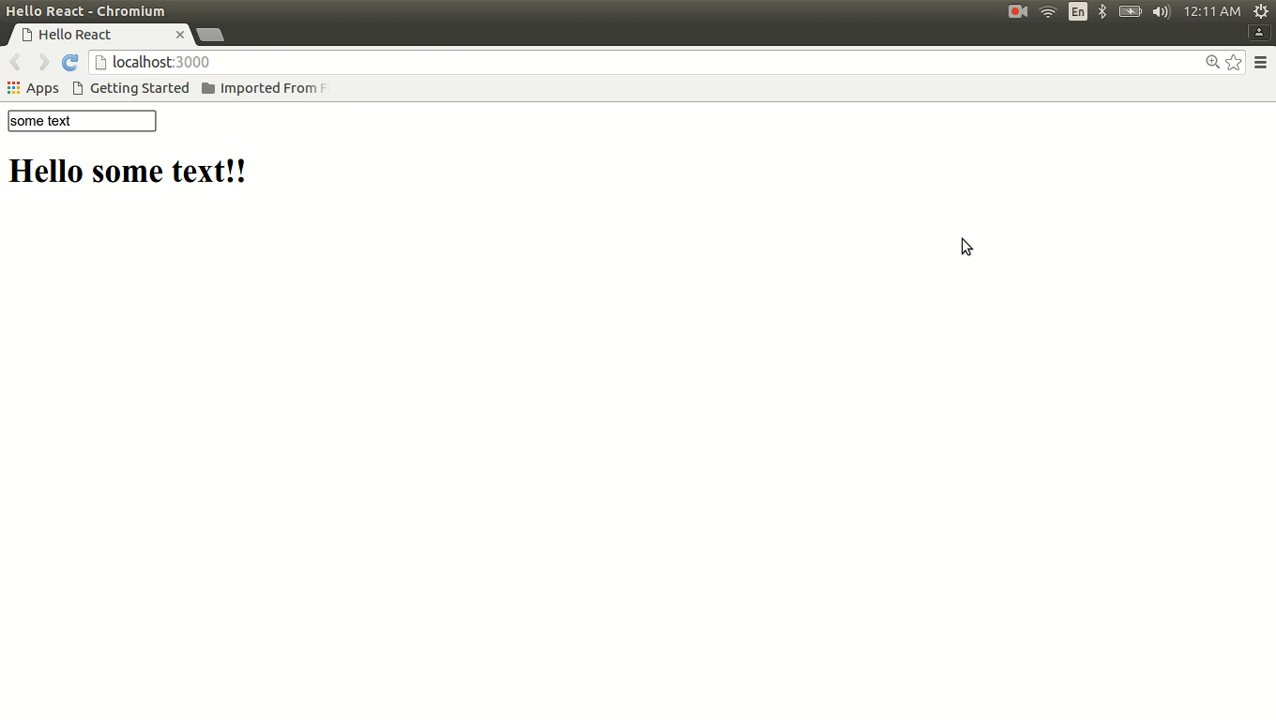 Hello React - Chromium
En
12:11 AM
Hello React
localhost:3000
Apps
Getting Started
Imported From
some text
Hello some text!!